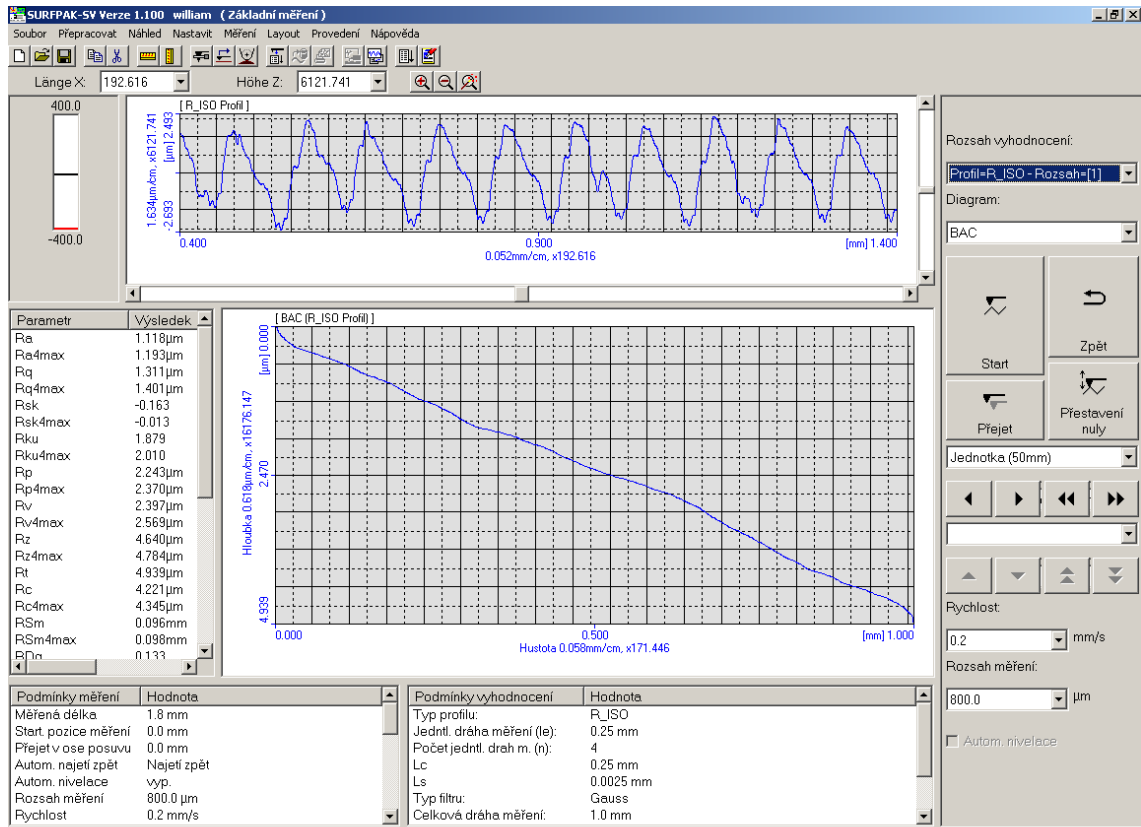 SURFPAK-SV Verze 1.100 william ( Základní měření )
Soubor Přepracovat Náhled Nastavit Měření Layout Provedení Nápověda
Länge X: 192.616 Höhe Z: 6121.741
400.0
-400.0
[ R_ISO Profil ]
1.634µm/cm, x6121.741
-2.693 [µm] 2.493
0.400 0.900 [mm] 1.400
0.052mm/cm, x192.616
Rozsah vyhodnocení:
Profil=R_ISO - Rozsah=[1]
Diagram:
BAC
Start
Zpět
Přejet
Přestavení nuly
Jednotka (50mm)
Rychlost:
0.2 mm/s
Rozsah měření:
800.0 µm
Autom. nivelace
Parametr Výsledek
Ra 1.118µm
Ra4max 1.193µm
Rq 1.311µm
Rq4max 1.401µm
Rsk -0.163
Rsk4max -0.013
Rku 1.879
Rku4max 2.010
Rp 2.243µm
Rp4max 2.370µm
Rv 2.397µm
Rv4max 2.569µm
Rz 4.640µm
Rz4max 4.784µm
Rt 4.939µm
Rc 4.221µm
Rc4max 4.345µm
RSm 0.096mm
RSm4max 0.098mm
RDq 0.133
[ BAC (R_ISO Profil) ]
Hloubka 0.618µm/cm, x16176.147
4.939 2.470 [µm] 0.000
0.000 0.500 [mm] 1.000
Hustota 0.058mm/cm, x171.446
Podmínky měření Hodnota
Měřená délka 1.8 mm
Start. pozice měření 0.0 mm
Přejet v ose posuvu 0.0 mm
Autom. najetí zpět Najetí zpět
Autom. nivelace vyp.
Rozsah měření 800.0 µm
Rychlost 0.2 mm/s
Podmínky vyhodnocení Hodnota
Typ profilu: R_ISO
Jedntl. dráha měření (le): 0.25 mm
Počet jedntl. drah m. (n): 4
Lc 0.25 mm
Ls 0.0025 mm
Typ filtru: Gauss
Celková dráha měření: 1.0 mm